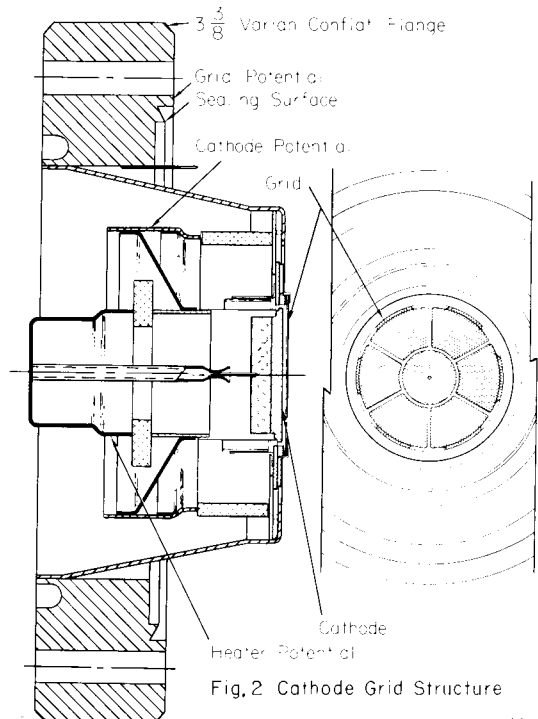 3 3/8 Varian Conflat Flange
Grid Potential
Sealing Surface
Cathode Potential
Grid
Cathode
Heater Potential
Fig. 2 Cathode Grid Structure